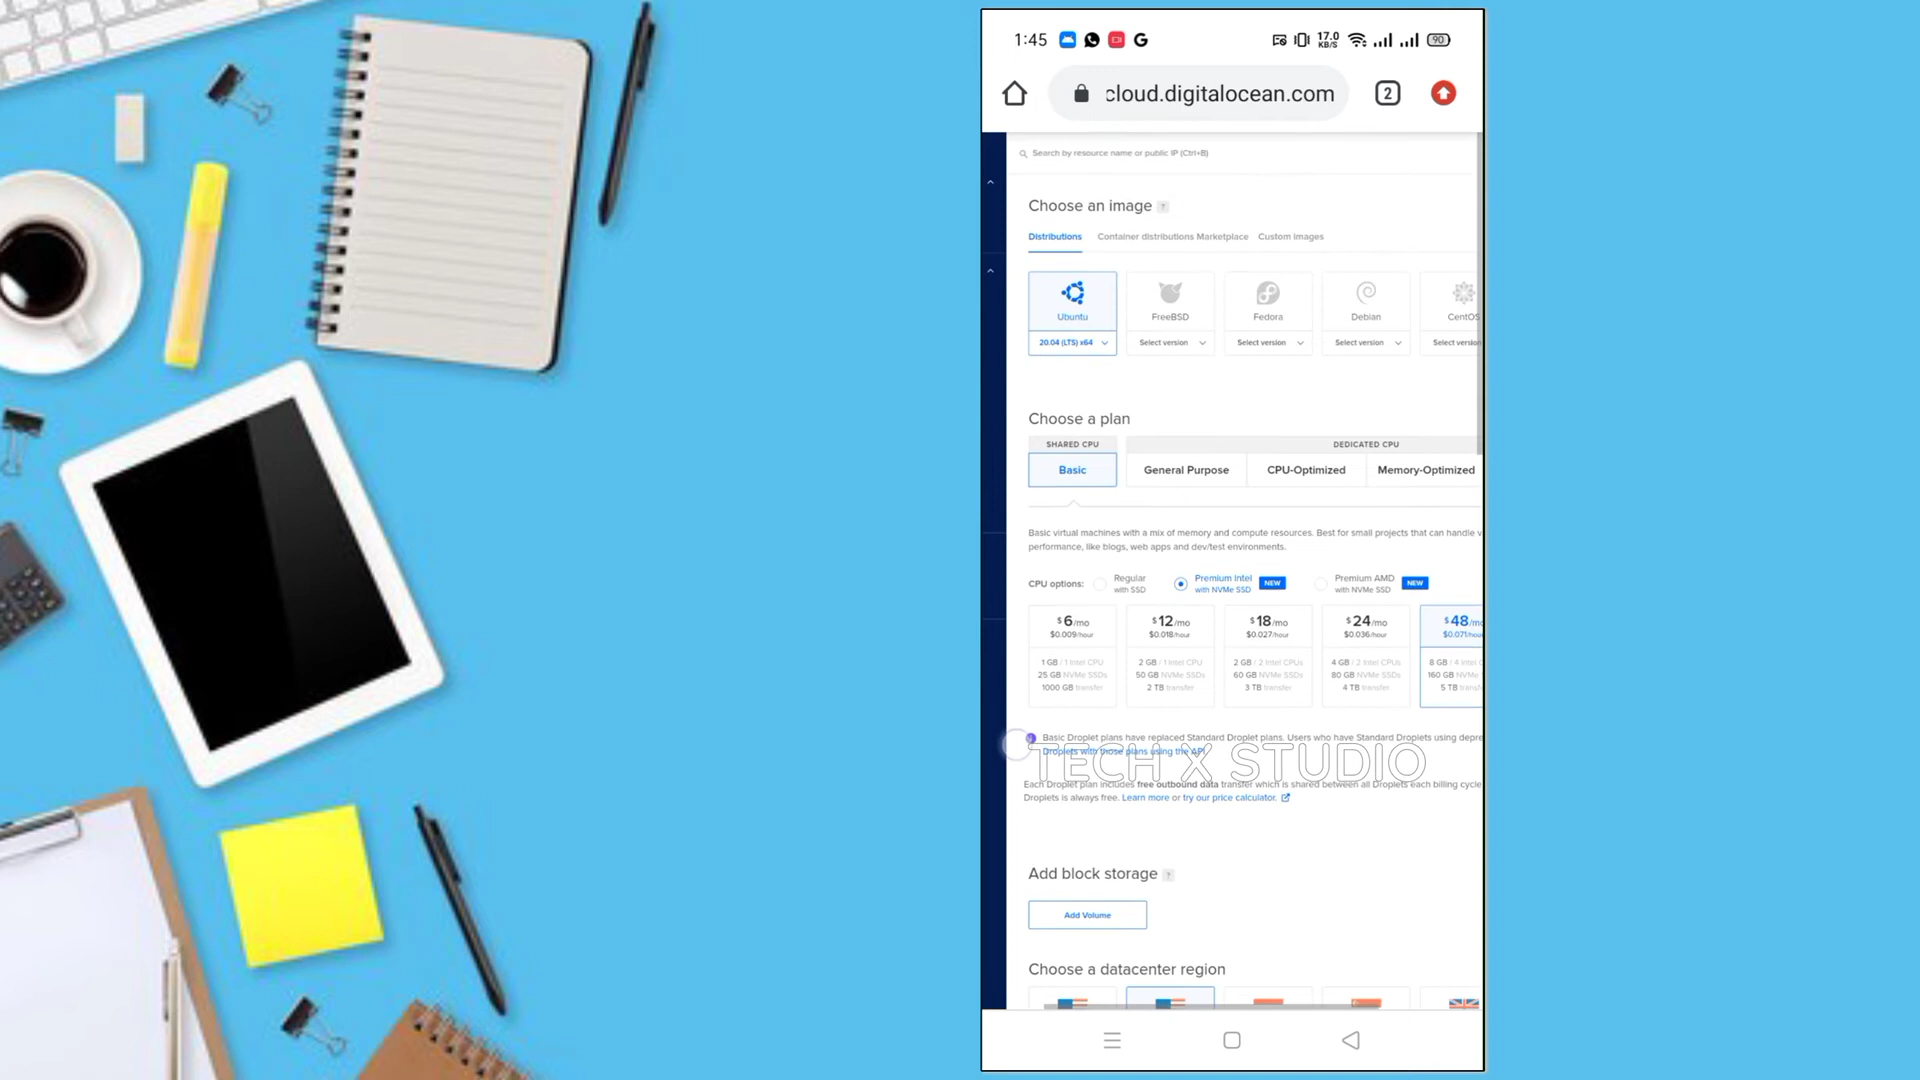 1:45
17.0
KB/S
90
cloud.digitalocean.com
2
Search by resource name or public IP (Ctrl+B)
Choose an image ?
Distributions Container distributions Marketplace Custom images
Ubuntu FreeBSD Fedora Debian CentOS
20.04 (LTS) x64 Select version Select version Select version Select version
Choose a plan
SHARED CPU DEDICATED CPU
Basic General Purpose CPU-Optimized Memory-Optimized
Basic virtual machines with a mix of memory and compute resources. Best for small projects that can handle v
performance, like blogs, web apps and dev/test environments.
CPU options: Regular with SSD Premium Intel with NVMe SSD NEW Premium AMD with NVMe SSD NEW
$6/mo $12/mo $18/mo $24/mo $48/mo
$0.009/hour $0.018/hour $0.027/hour $0.036/hour $0.071/hou
1 GB / 1 Intel CPU 2 GB / 1 Intel CPU 2 GB / 2 Intel CPUs 4 GB / 2 Intel CPUs 8 GB / 4 Intel C
25 GB NVMe SSDs 50 GB NVMe SSDs 60 GB NVMe SSDs 80 GB NVMe SSDs 160 GB NVMe
1000 GB transfer 2 TB transfer 3 TB transfer 4 TB transfer 5 TB transf
Basic Droplet plans have replaced Standard Droplet plans. Users who have Standard Droplets using depre
Droplets with those plans using the API
TECH X STUDIO
Each Droplet plan includes free outbound data transfer which is shared between all Droplets each billing cycle
Droplets is always free. Learn more or try our price calculator.
Add block storage ?
Add Volume
Choose a datacenter region